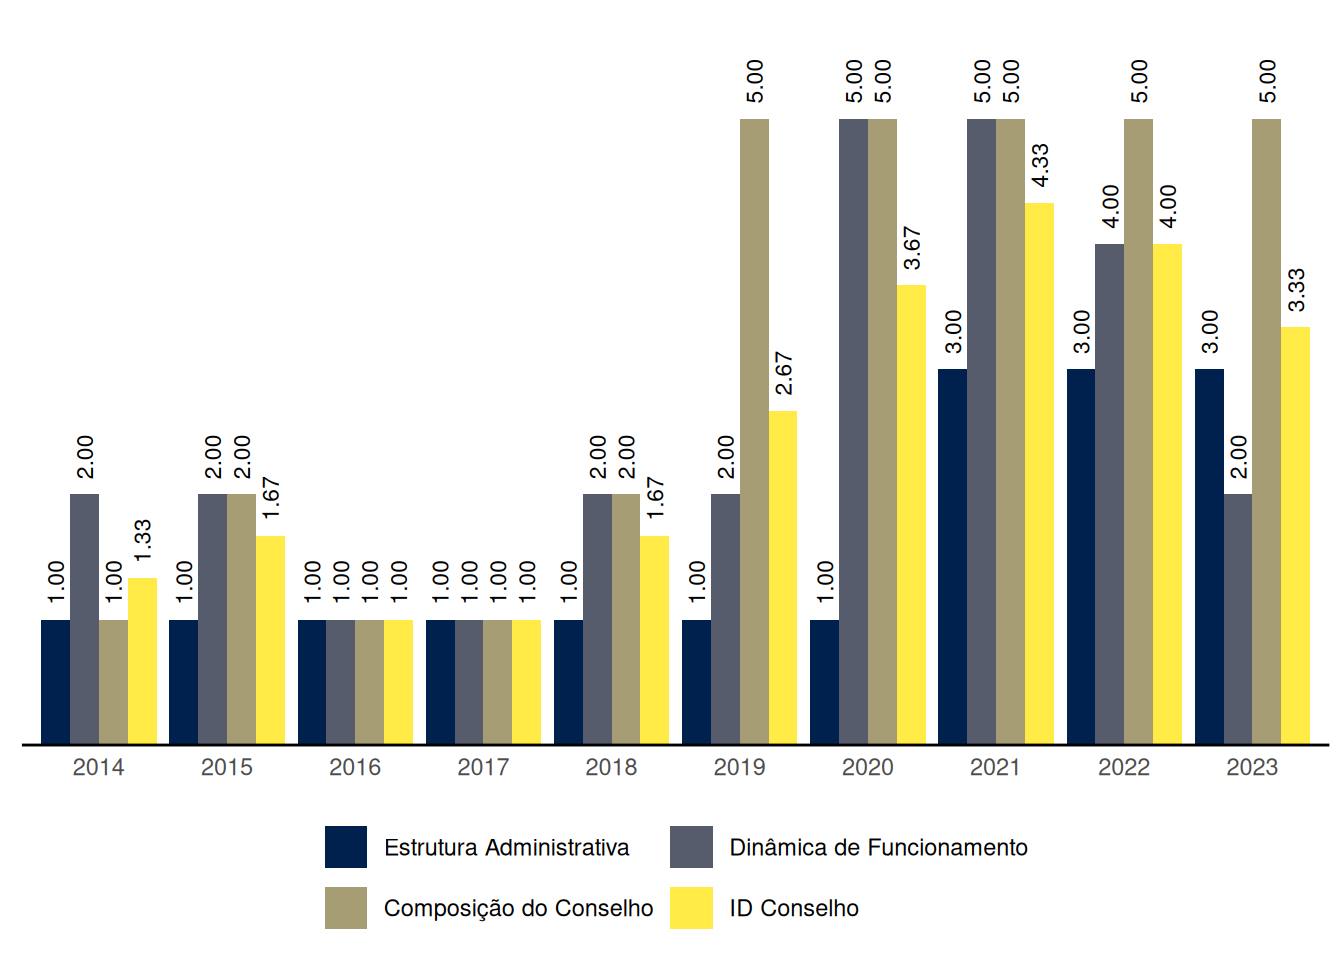 1.00 2.00 1.00 1.33
1.00 2.00 2.00 1.67
1.00 1.00 1.00 1.00
1.00 1.00 1.00 1.00
1.00 2.00 2.00 1.67
1.00 2.00 5.00 2.67
1.00 5.00 5.00 3.67
3.00 5.00 5.00 4.33
3.00 4.00 5.00 4.00
3.00 2.00 5.00 3.33
2014 2015 2016 2017 2018 2019 2020 2021 2022 2023
Estrutura Administrativa Dinâmica de Funcionamento
Composição do Conselho ID Conselho